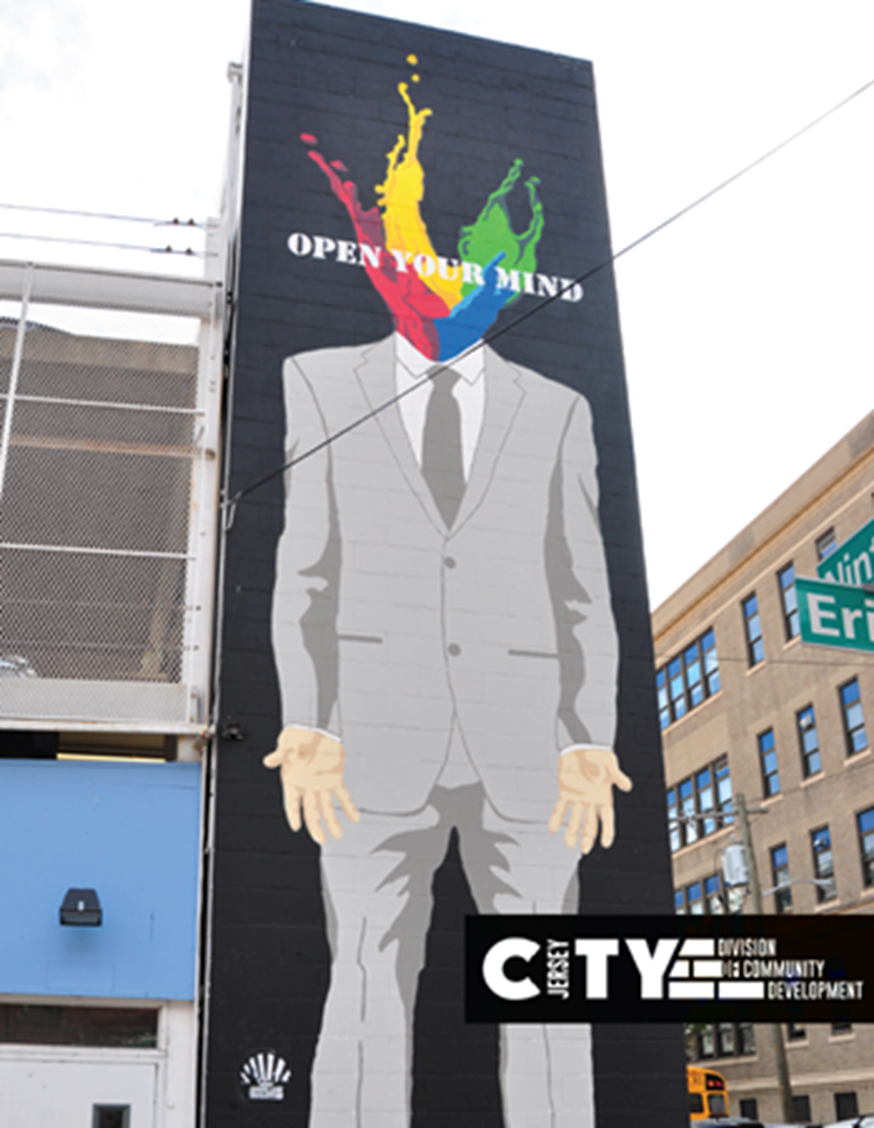 OPEN YOUR MIND
Eri
CITY
JERSEY
DIVISION
OF COMMUNITY
DEVELOPMENT